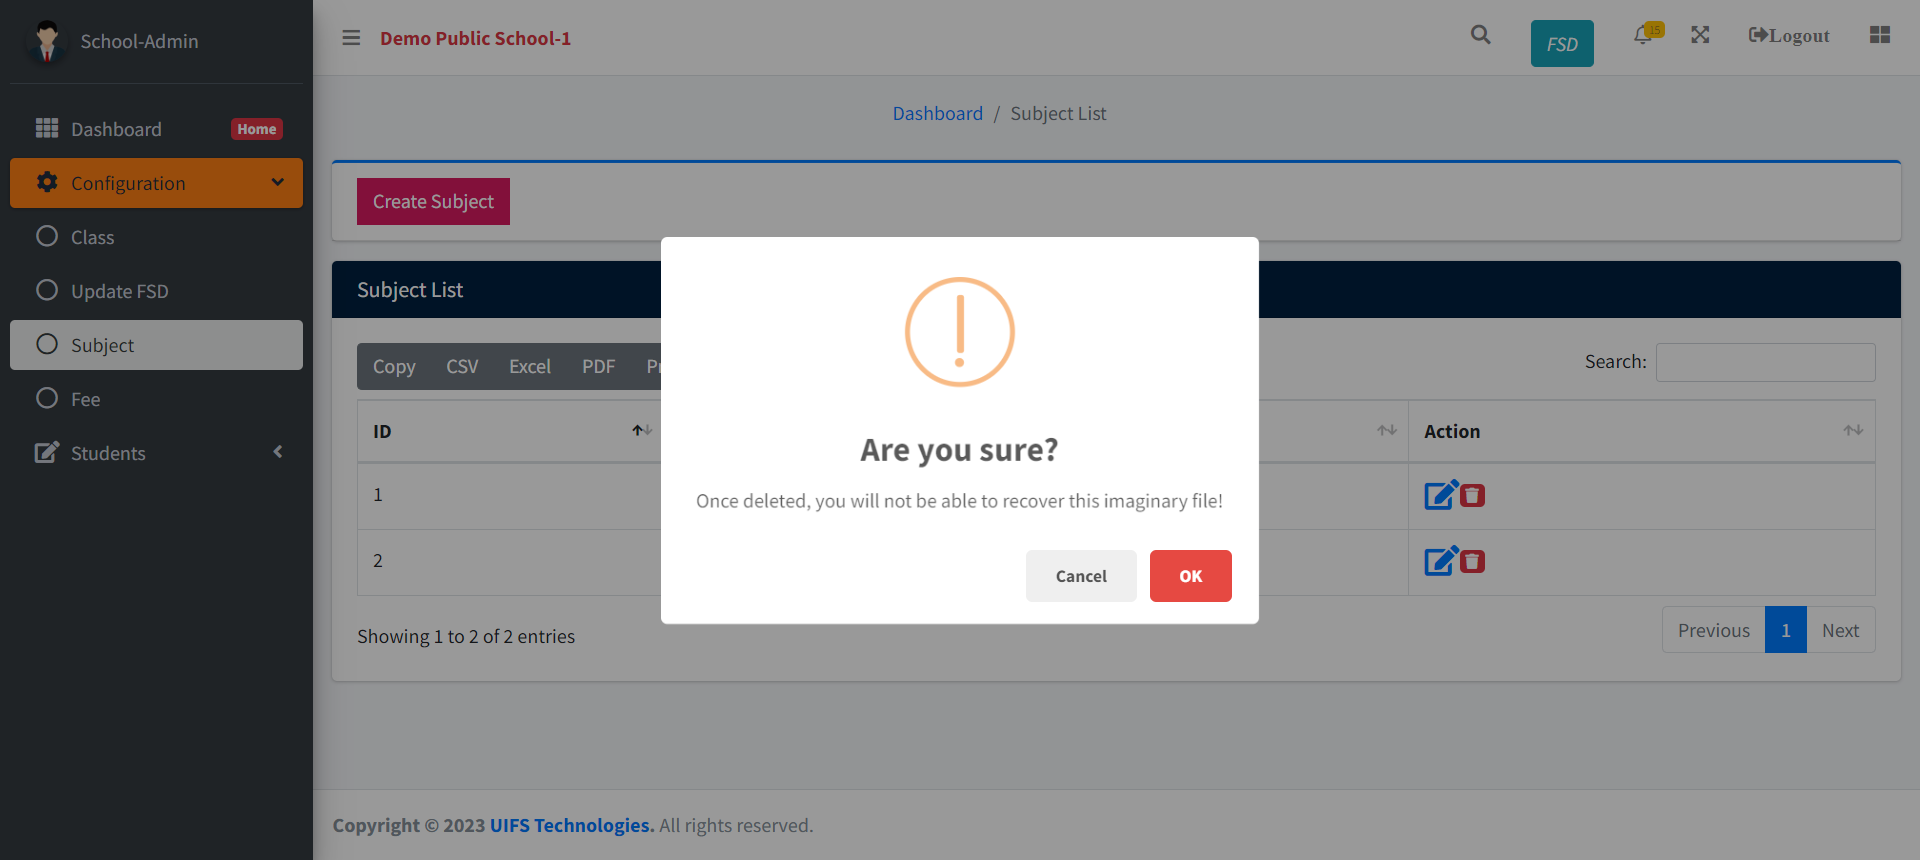 School-Admin
Dashboard Home
Configuration
Class
Update FSD
Subject
Fee
Students
Demo Public School-1
FSD
15
Logout
Dashboard / Subject List
Create Subject
Subject List
Copy CSV Excel PDF
Search:
ID
Action
1
2
Showing 1 to 2 of 2 entries
Previous 1 Next
Are you sure?
Once deleted, you will not be able to recover this imaginary file!
Cancel OK
Copyright © 2023 UIFS Technologies. All rights reserved.